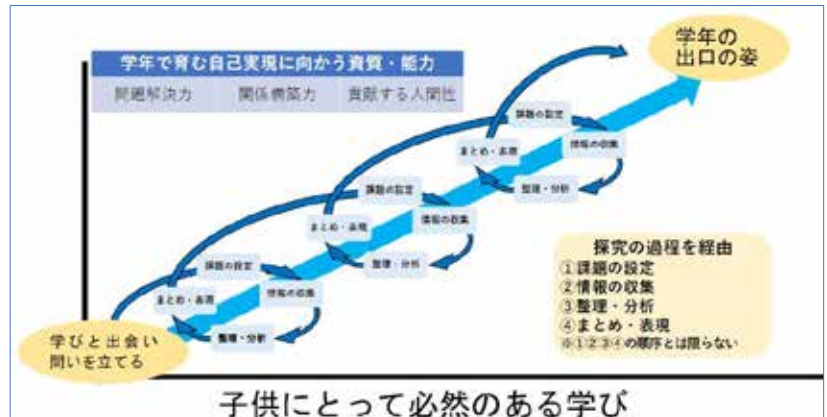 学年の
出口の姿
学年で育む自己実現に向かう資質・能力
問題解決力 関係構築力 貢献する人間性
課題の設定
情報の収集
まとめ・表現
整理・分析
課題の設定
情報の収集
まとめ・表現
整理・分析
課題の設定
情報の収集
まとめ・表現
整理・分析
探究の過程を経由
①課題の設定
②情報の収集
③整理・分析
④まとめ・表現
※①②③④の順序とは限らない
学びと出会い
問いを立てる
子供にとって必然のある学び